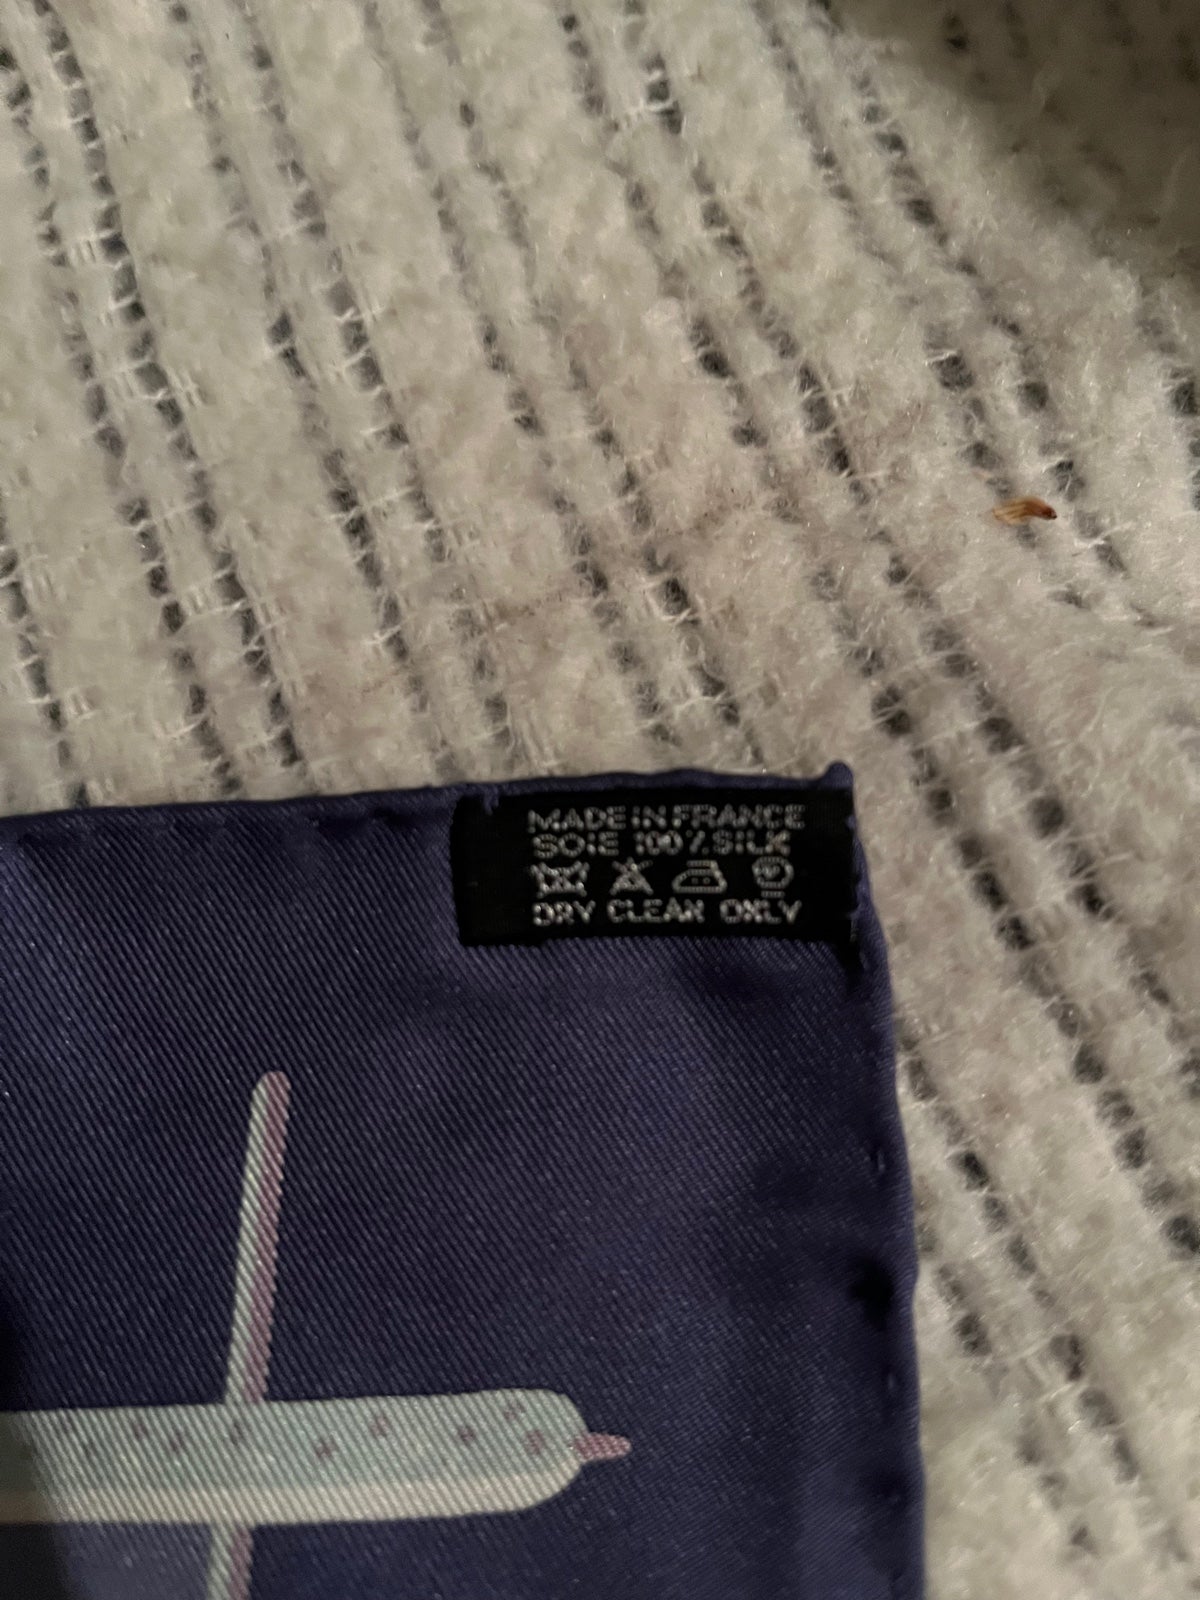 MADE IN FRANCE
SOIE 100% SILK
DRY CLEAN ONLY